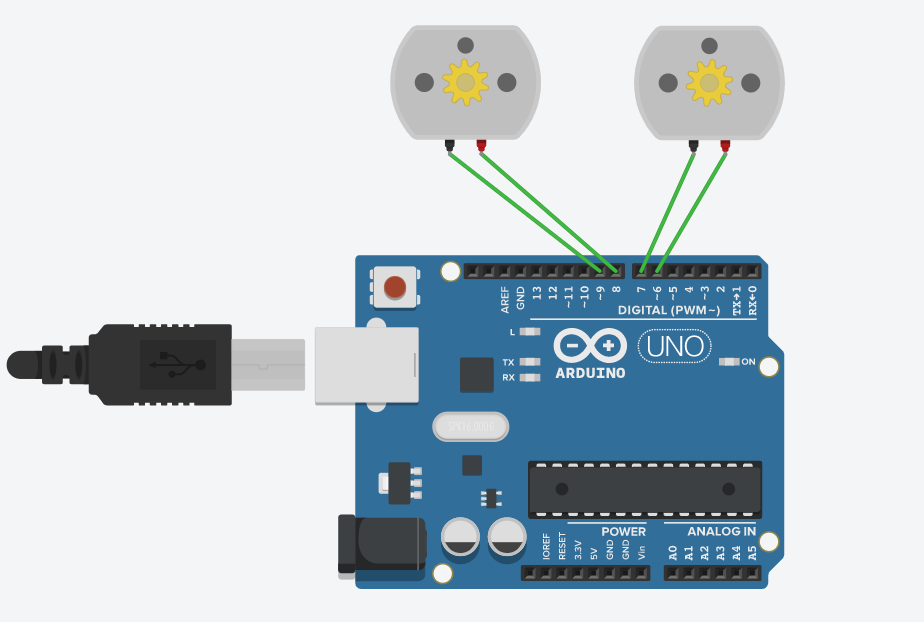 AREF
GND
13
12
~11
~10
~9
8
7
~6
~5
4
~3
2
TX→1
RX←0
DIGITAL (PWM~)
L
TX
RX
ARDUINO
UNO
ON
POWER
ANALOG IN
IOREF
RESET
3.3V
5V
GND
GND
Vin
A0
A1
A2
A3
A4
A5